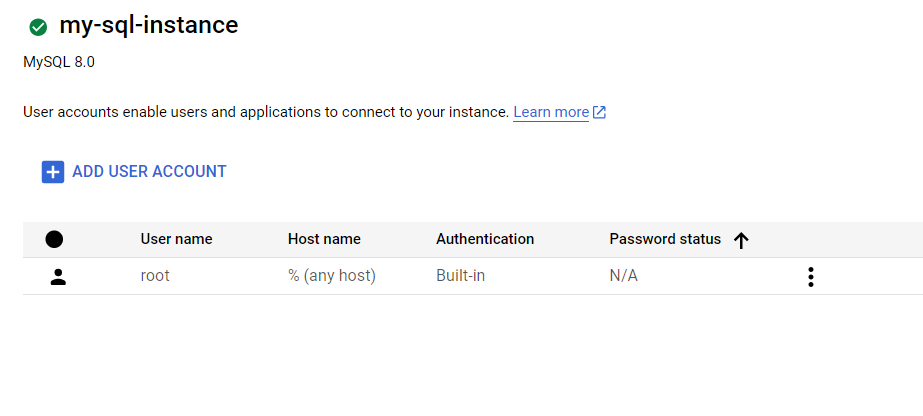 my-sql-instance
MySQL 8.0
User accounts enable users and applications to connect to your instance. Learn more
ADD USER ACCOUNT
User name Host name Authentication Password status
root % (any host) Built-in N/A